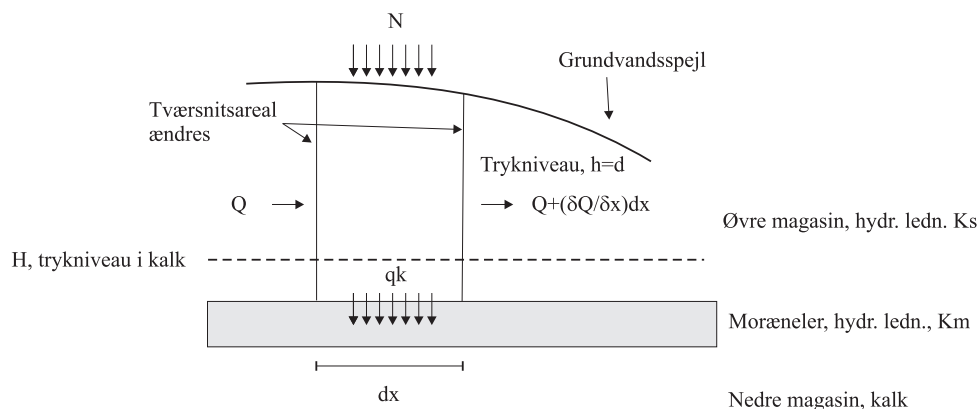 N
Grundvandsspejl
Tværsnitsareal
ændres
Trykniveau, h=d
Q
Q+(δQ/δx)dx
Øvre magasin, hydr. ledn. Ks
H, trykniveau i kalk
qk
Moræneler, hydr. ledn., Km
dx
Nedre magasin, kalk